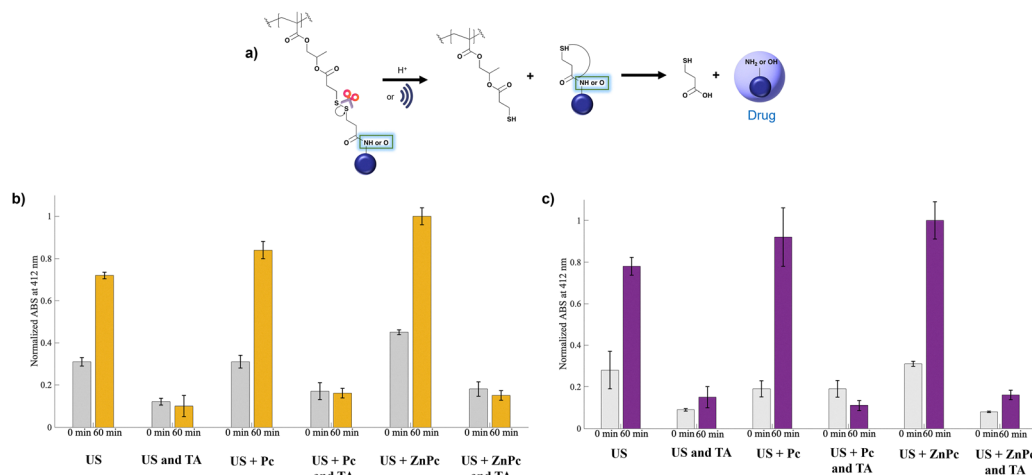 a)
O
O
O
O
S
S
O
NH or O
H⁺
or
O
O
O
O
SH
+
SH
O
NH or O
SH
O
OH
+
NH₂ or OH
Drug
b)
Normalized ABS at 412 nm
1
0.8
0.6
0.4
0.2
0
0 min 60 min
0 min 60 min
0 min 60 min
0 min 60 min
0 min 60 min
0 min 60 min
US
US and TA
US + Pc
US + Pc
and TA
US + ZnPc
US + ZnPc
and TA
c)
Normalized ABS at 412 nm
1
0.8
0.6
0.4
0.2
0
0 min 60 min
0 min 60 min
0 min 60 min
0 min 60 min
0 min 60 min
0 min 60 min
US
US and TA
US + Pc
US + Pc
and TA
US + ZnPc
US + ZnPc
and TA